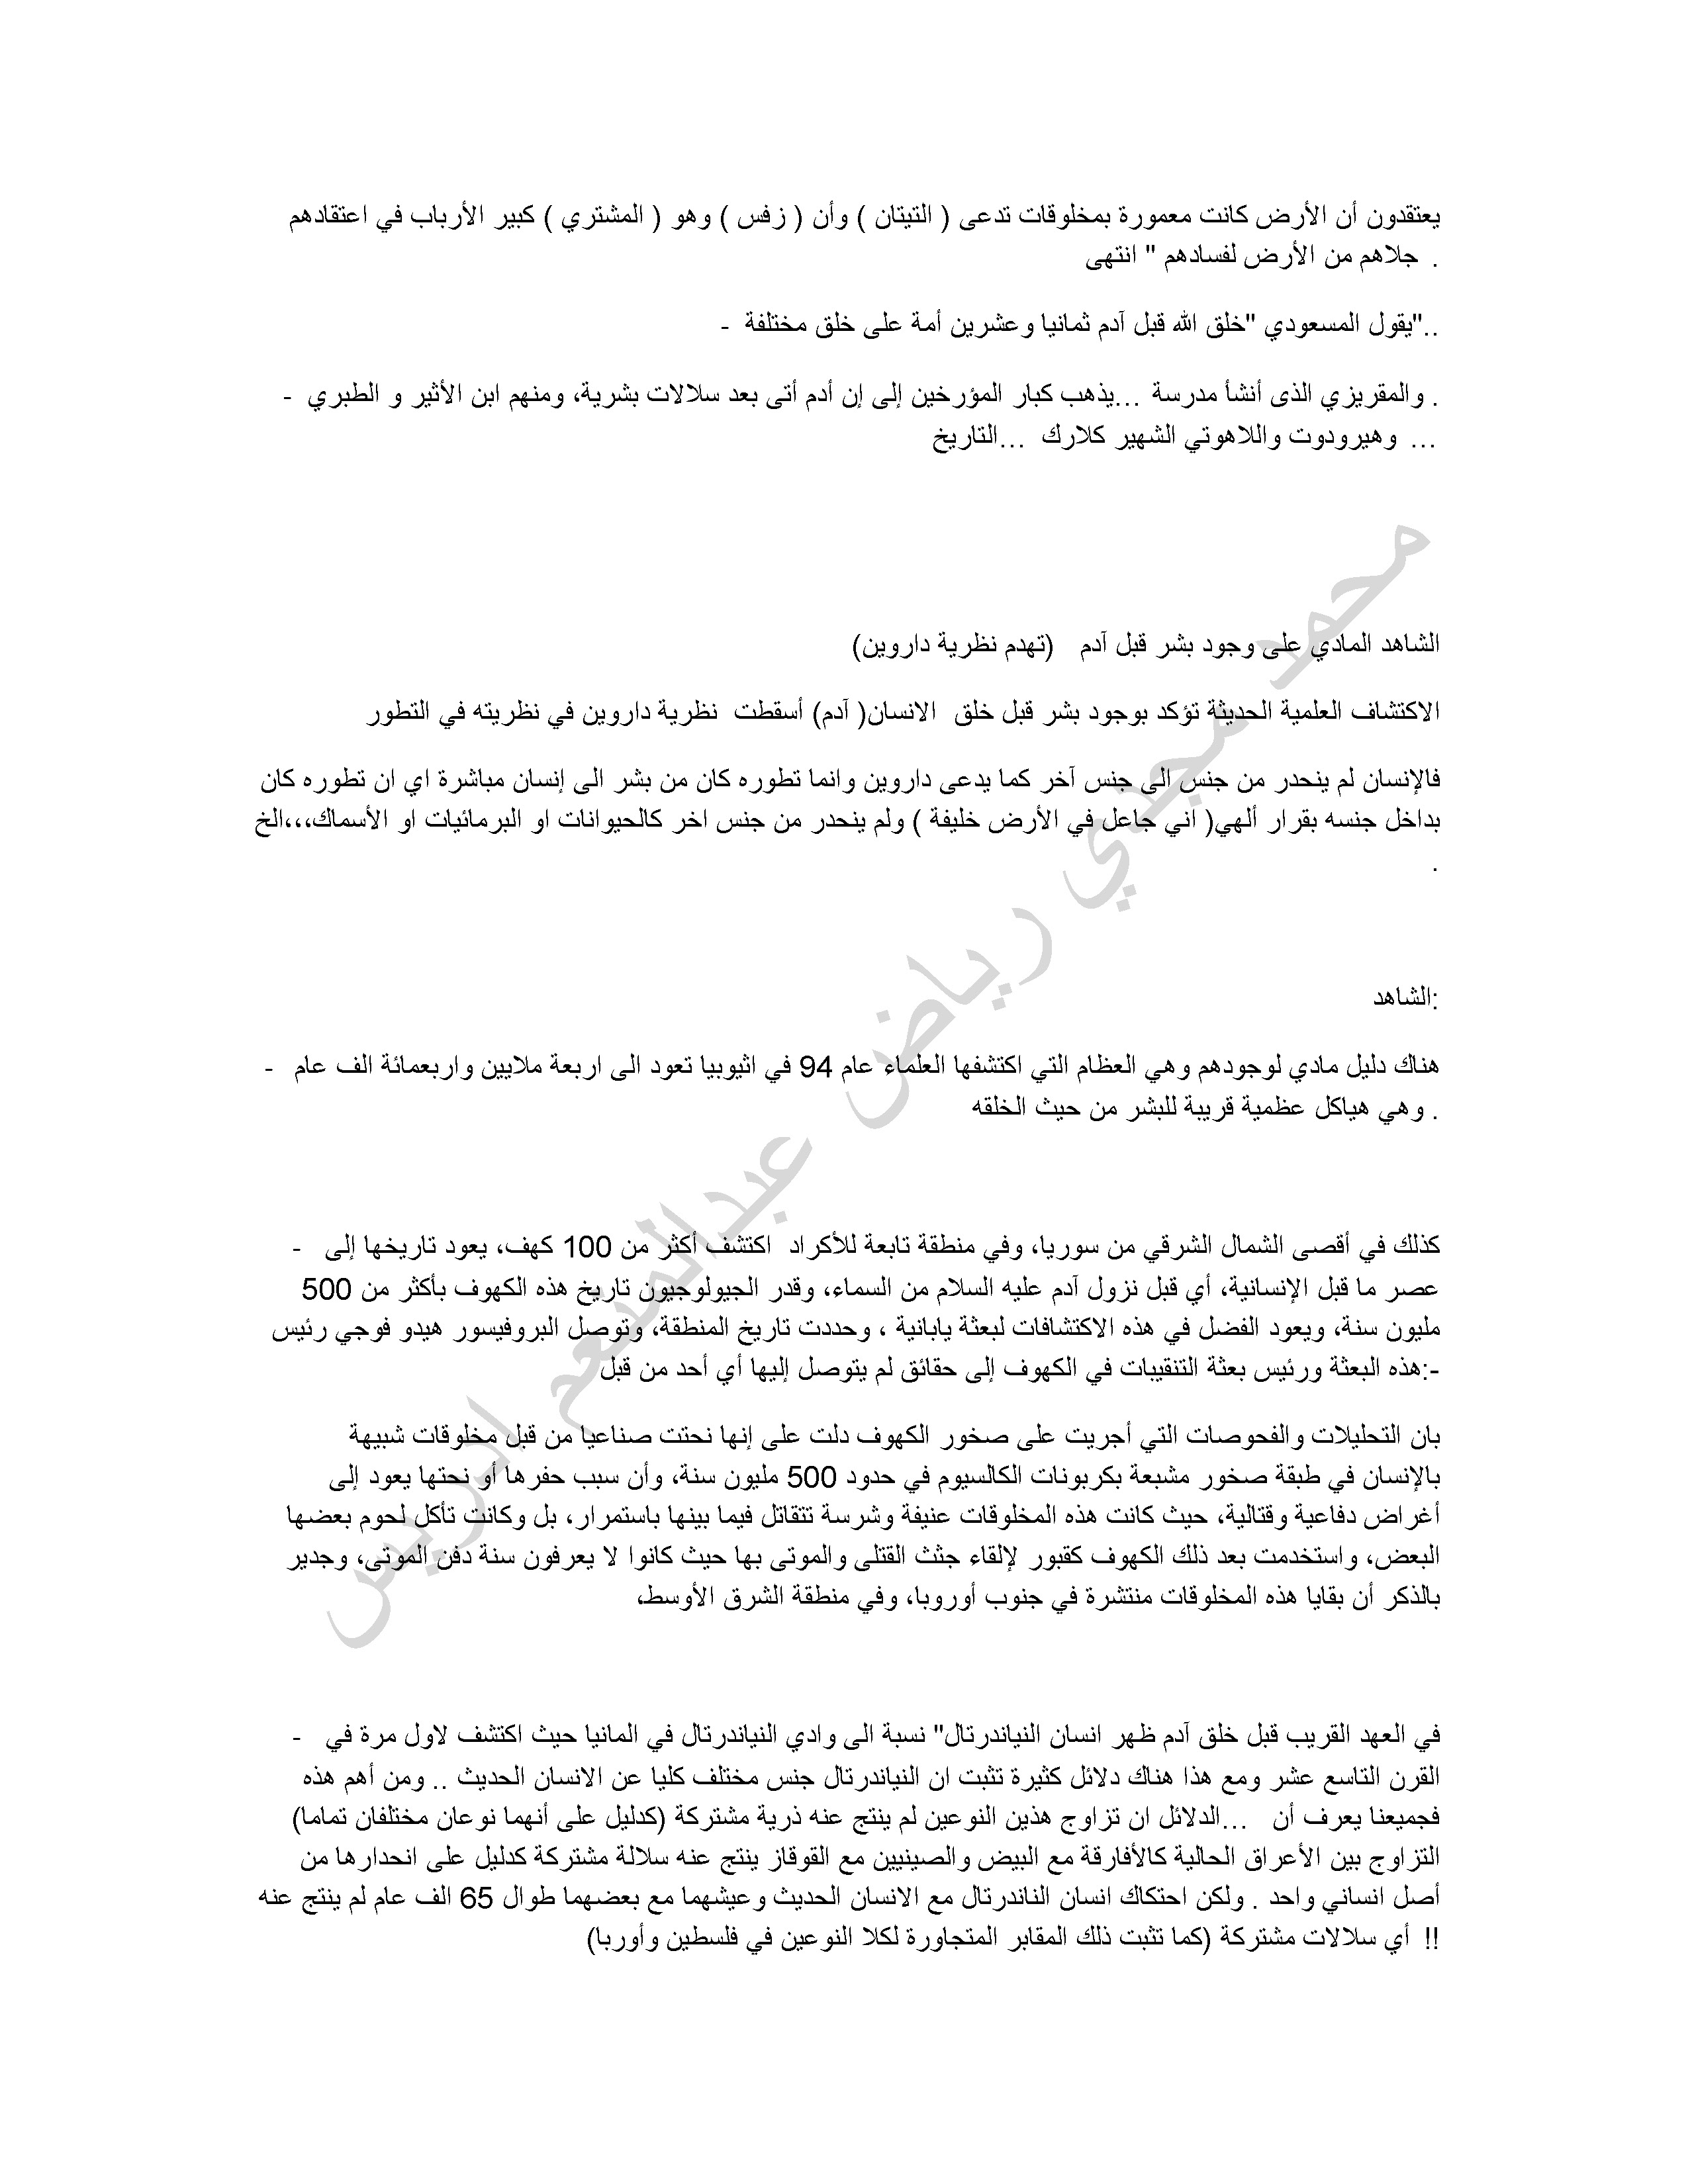 يعتقدون أن الأرض كانت معمورة بمخلوقات تدعى ( التيتان ) وأن ( زفس ) وهو ( المشتري ) كبير الأرباب في اعتقادهم
. جلاهم من الأرض لفسادهم " انتهى
.."يقول المسعودي "خلق الله قبل آدم ثمانيا وعشرين أمة على خلق مختلفة -
. والمقريزي الذى أنشأ مدرسة ...يذهب كبار المؤرخين إلى إن أدم أتى بعد سلالات بشرية، ومنهم ابن الأثير و الطبري -
... وهيرودوت واللاهوتي الشهير كلارك ...التاريخ
الشاهد المادي على وجود بشر قبل آدم (تهدم نظرية داروين)
الاكتشاف العلمية الحديثة تؤكد بوجود بشر قبل خلق الانسان( آدم) أسقطت نظرية داروين في نظريته في التطور
فالإنسان لم ينحدر من جنس الى جنس آخر كما يدعى داروين وانما تطوره كان من بشر الى إنسان مباشرة اي ان تطوره كان
بداخل جنسه بقرار ألهي( اني جاعل في الأرض خليفة ) ولم ينحدر من جنس اخر كالحيوانات او البرمائيات او الأسماك،،،الخ
.
:الشاهد
هناك دليل مادي لوجودهم وهي العظام التي اكتشفها العلماء عام 94 في اثيوبيا تعود الى اربعة ملايين واربعمائة الف عام -
. وهي هياكل عظمية قريبة للبشر من حيث الخلقه
كذلك في أقصى الشمال الشرقي من سوريا، وفي منطقة تابعة للأكراد اكتشف أكثر من 100 كهف، يعود تاريخها إلى -
عصر ما قبل الإنسانية، أي قبل نزول آدم عليه السلام من السماء، وقدر الجيولوجيون تاريخ هذه الكهوف بأكثر من 500
مليون سنة، ويعود الفضل في هذه الاكتشافات لبعثة يابانية ، وحددت تاريخ المنطقة، وتوصل البروفيسور هيدو فوجي رئيس
-:هذه البعثة ورئيس بعثة التنقيبات في الكهوف إلى حقائق لم يتوصل إليها أي أحد من قبل
بان التحليلات والفحوصات التي أجريت على صخور الكهوف دلت على إنها نحتت صناعيا من قبل مخلوقات شبيهة
بالإنسان في طبقة صخور مشبعة بكربونات الكالسيوم في حدود 500 مليون سنة، وأن سبب حفرها أو نحتها يعود إلى
أغراض دفاعية وقتالية، حيث كانت هذه المخلوقات عنيفة وشرسة تتقاتل فيما بينها باستمرار، بل وكانت تأكل لحوم بعضها
البعض، واستخدمت بعد ذلك الكهوف كقبور لإلقاء جثث القتلى والموتى بها حيث كانوا لا يعرفون سنة دفن الموتى، وجدير
بالذكر أن بقايا هذه المخلوقات منتشرة في جنوب أوروبا، وفي منطقة الشرق الأوسط،
في العهد القريب قبل خلق آدم ظهر انسان النياندرتال" نسبة الى وادي النياندرتال في المانيا حيث اكتشف لاول مرة في -
القرن التاسع عشر ومع هذا هناك دلائل كثيرة تثبت ان النياندرتال جنس مختلف كليا عن الانسان الحديث .. ومن أهم هذه
فجميعنا يعرف أن ...الدلائل ان تزاوج هذين النوعين لم ينتج عنه ذرية مشتركة (كدليل على أنهما نوعان مختلفان تماما)
التزاوج بين الأعراق الحالية كالأفارقة مع البيض والصينيين مع القوقاز ينتج عنه سلالة مشتركة كدليل على انحدارها من
أصل انساني واحد . ولكن احتكاك انسان الناندرتال مع الانسان الحديث وعيشهما مع بعضهما طوال 65 الف عام لم ينتج عنه
!! أي سلالات مشتركة (كما تثبت ذلك المقابر المتجاورة لكلا النوعين في فلسطين وأوربا)
محمد مجدي رياض عبدالمنعم الريس